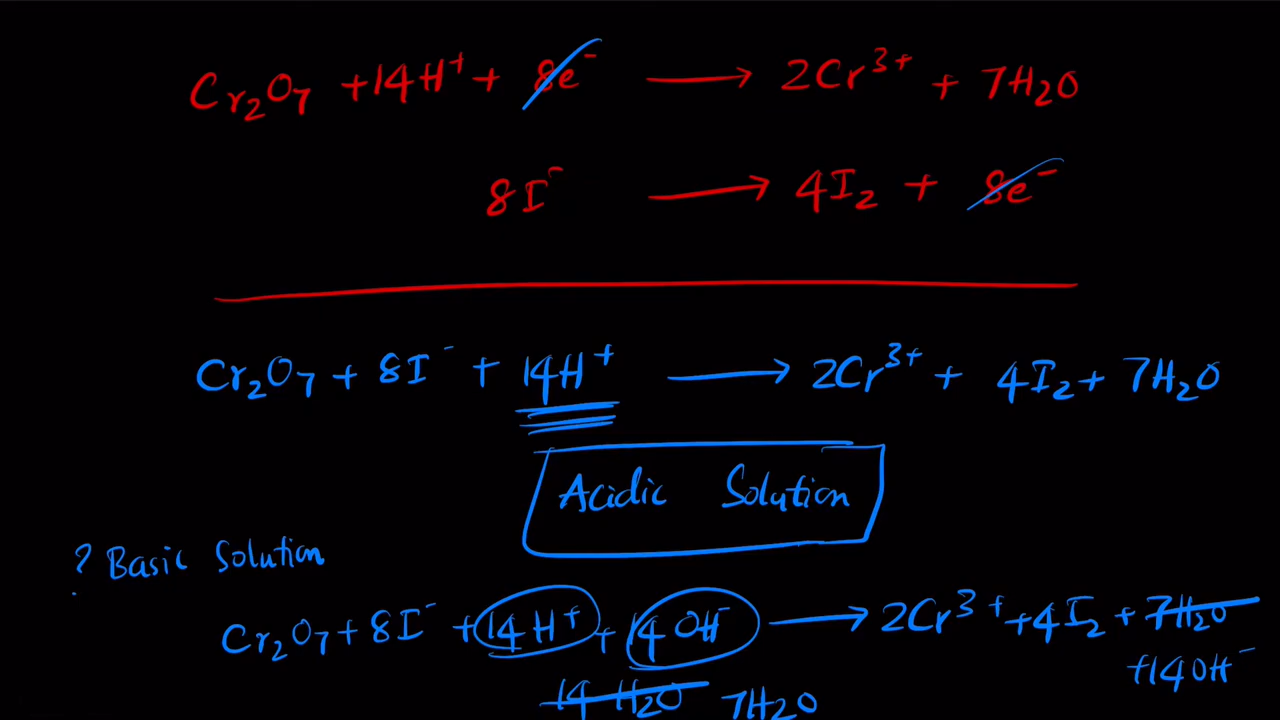 Cr₂O₇ + 14H⁺ + 8e⁻ ⟶ 2Cr³⁺ + 7H₂O
8I⁻ ⟶ 4I₂ + 8e⁻
Cr₂O₇ + 8I⁻ + 14H⁺ ⟶ 2Cr³⁺ + 4I₂ + 7H₂O
Acidic Solution
? Basic Solution
Cr₂O₇ + 8I⁻ + 14H⁺ + 14OH⁻ ⟶ 2Cr³⁺ + 4I₂ + 7H₂O
+14OH⁻
14H₂O 7H₂O